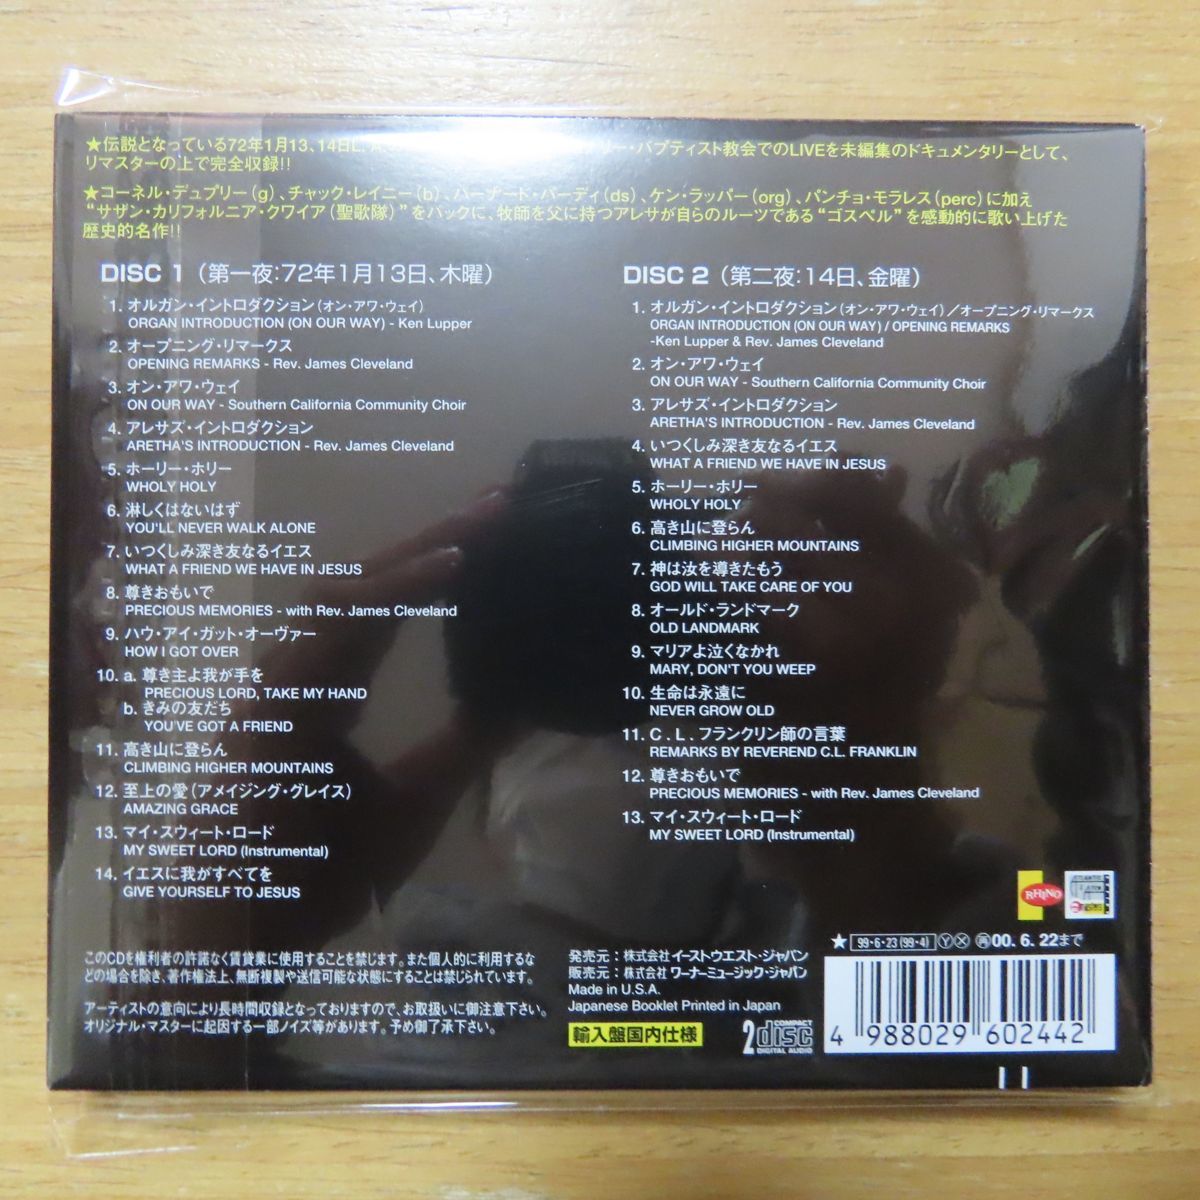 ★伝説となっている72年1月13、14日L.A.
リー・バプティスト教会でのLIVEを未編集のドキュメンタリーとして、
リマスターの上で完全収録!!
★コーネル・デュプリー(g)、チャック・レイニー(b)、バーナード・パーディ(ds)、ケン・ラッパー(org)、パンチョ・モラレス(perc)に加え
“サザン・カリフォルニア・クワイア(聖歌隊)”をバックに、牧師を父に持つアレサが自らのルーツである“ゴスペル”を感動的に歌い上げた
歴史的名作!!
DISC 1 (第一夜:72年1月13日、木曜)
1. オルガン・イントロダクション(オン・アワ・ウェイ)
ORGAN INTRODUCTION (ON OUR WAY) - Ken Lupper
2. オープニング・リマークス
OPENING REMARKS - Rev. James Cleveland
3. オン・アワ・ウェイ
ON OUR WAY - Southern California Community Choir
4. アレサズ・イントロダクション
ARETHA'S INTRODUCTION - Rev. James Cleveland
5. ホーリー・ホリー
WHOLY HOLY
6. 淋しくはないはず
YOU'LL NEVER WALK ALONE
7. いつくしみ深き友なるイエス
WHAT A FRIEND WE HAVE IN JESUS
8. 尊きおもいで
PRECIOUS MEMORIES - with Rev. James Cleveland
9. ハウ・アイ・ガット・オーヴァー
HOW I GOT OVER
10. a. 尊き主よ我が手を
PRECIOUS LORD, TAKE MY HAND
b. きみの友だち
YOU'VE GOT A FRIEND
11. 高き山に登らん
CLIMBING HIGHER MOUNTAINS
12. 至上の愛(アメイジング・グレイス)
AMAZING GRACE
13. マイ・スウィート・ロード
MY SWEET LORD (Instrumental)
14. イエスに我がすべてを
GIVE YOURSELF TO JESUS
DISC 2 (第二夜:14日、金曜)
1. オルガン・イントロダクション(オン・アワ・ウェイ)/オープニング・リマークス
ORGAN INTRODUCTION (ON OUR WAY) / OPENING REMARKS
-Ken Lupper & Rev. James Cleveland
2. オン・アワ・ウェイ
ON OUR WAY - Southern California Community Choir
3. アレサズ・イントロダクション
ARETHA'S INTRODUCTION - Rev. James Cleveland
4. いつくしみ深き友なるイエス
WHAT A FRIEND WE HAVE IN JESUS
5. ホーリー・ホリー
WHOLY HOLY
6. 高き山に登らん
CLIMBING HIGHER MOUNTAINS
7. 神は汝を導きたもう
GOD WILL TAKE CARE OF YOU
8. オールド・ランドマーク
OLD LANDMARK
9. マリアよ泣くなかれ
MARY, DON'T YOU WEEP
10. 生命は永遠に
NEVER GROW OLD
11. C.L.フランクリン師の言葉
REMARKS BY REVEREND C.L. FRANKLIN
12. 尊きおもいで
PRECIOUS MEMORIES - with Rev. James Cleveland
13. マイ・スウィート・ロード
MY SWEET LORD (Instrumental)
RHINO
★ 99・6・23(99・4) Ⓨ Ⓧ 再00.6.22まで
このCDを権利者の許諾なく賃貸業に使用することを禁じます。また個人的に利用するな
どの場合を除き、著作権法上、無断複製や送信可能な状態にすることは禁じられています。
アーティストの意向により長時間収録となっておりますので、お取扱いに御注意下さい。
オリジナル・マスターに起因する一部ノイズ等があります。予め御了承下さい。
発売元:株式会社イーストウエスト・ジャパン
販売元:株式会社ワーナーミュージック・ジャパン
Made in U.S.A.
Japanese Booklet Printed in Japan
輸入盤国内仕様
2 COMPACT
disc
DIGITAL AUDIO
4 988029 602442